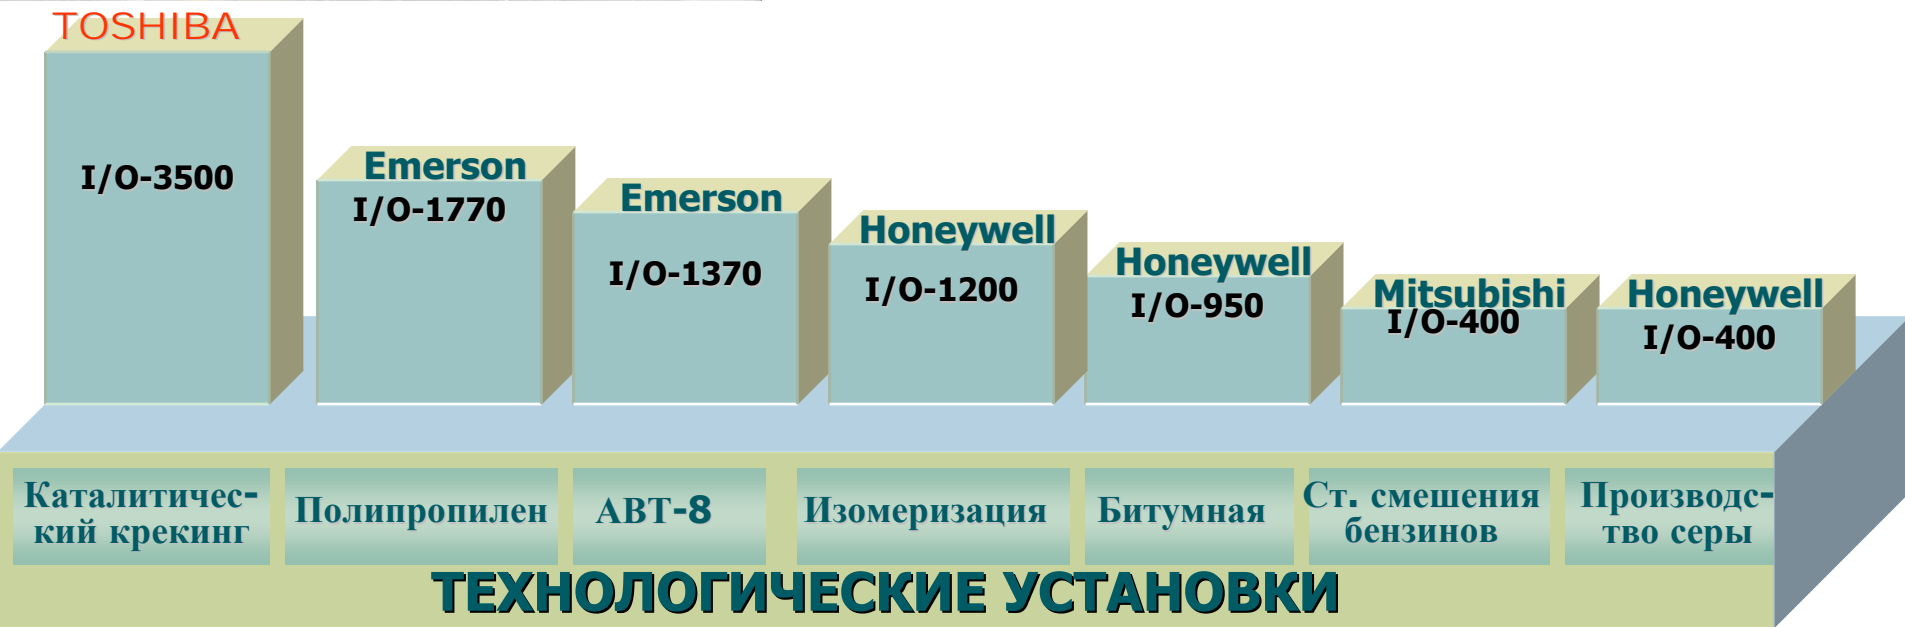 TOSHIBA
I/O-3500
Emerson
I/O-1770
Emerson
I/O-1370
Honeywell
I/O-1200
Honeywell
I/O-950
Mitsubishi
I/O-400
Honeywell
I/O-400
Каталитичес-
кий крекинг
Полипропилен
АВТ-8
Изомеризация
Битумная
Ст. смешения
бензинов
Производс-
тво серы
ТЕХНОЛОГИЧЕСКИЕ УСТАНОВКИ